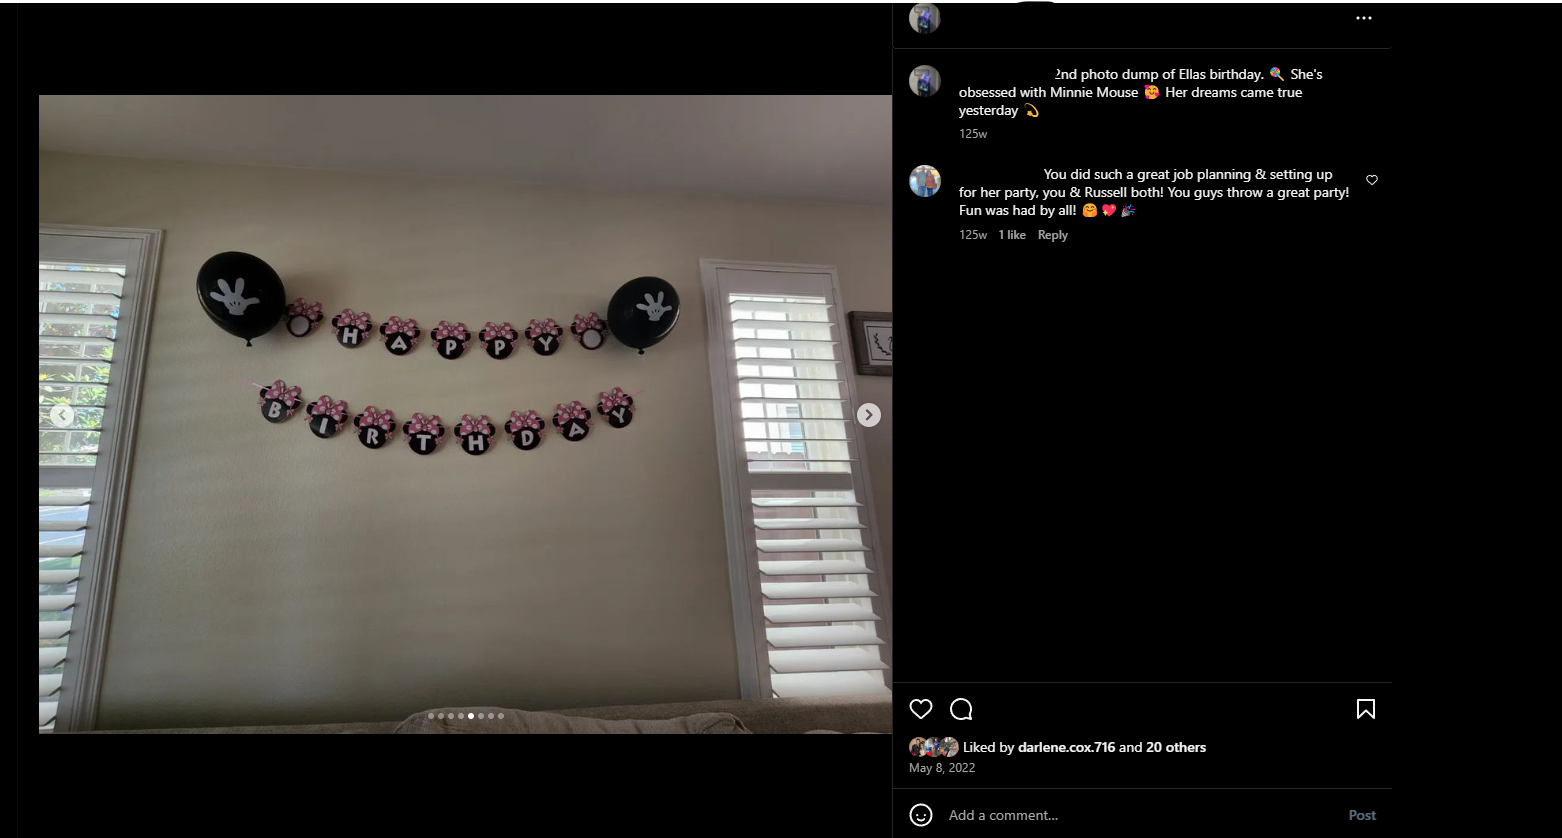 HAPPY
BIRTHDAY
2nd photo dump of Ellas birthday. 🍭 She's
obsessed with Minnie Mouse 🥰 Her dreams came true
yesterday 💫
125w
You did such a great job planning & setting up
for her party, you & Russell both! You guys throw a great party!
Fun was had by all! 🤗 💖 🎉
125w 1 like Reply
Liked by darlene.cox.716 and 20 others
May 8, 2022
Add a comment... Post